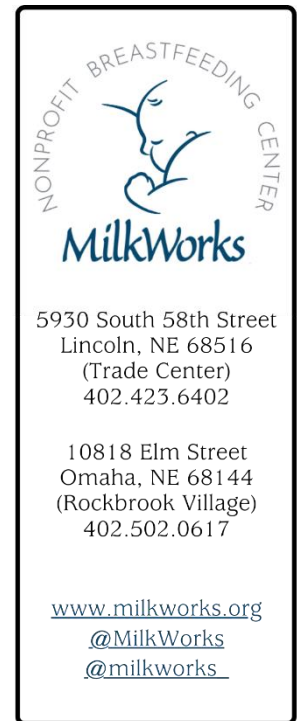 NONPROFIT BREASTFEEDING CENTER
MilkWorks
5930 South 58th Street
Lincoln, NE 68516
(Trade Center)
402.423.6402
10818 Elm Street
Omaha, NE 68144
(Rockbrook Village)
402.502.0617
www.milkworks.org
@MilkWorks
@milkworks_